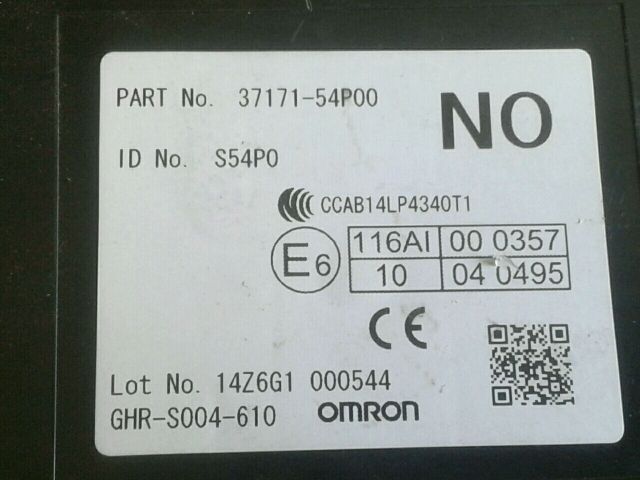 PART No. 37171-54P00
NO
ID No. S54P0
CCAB14LP4340T1
E6
116AI 00 0357
10 04 0495
CE
Lot No. 14Z6G1 000544
GHR-S004-610 OMRON